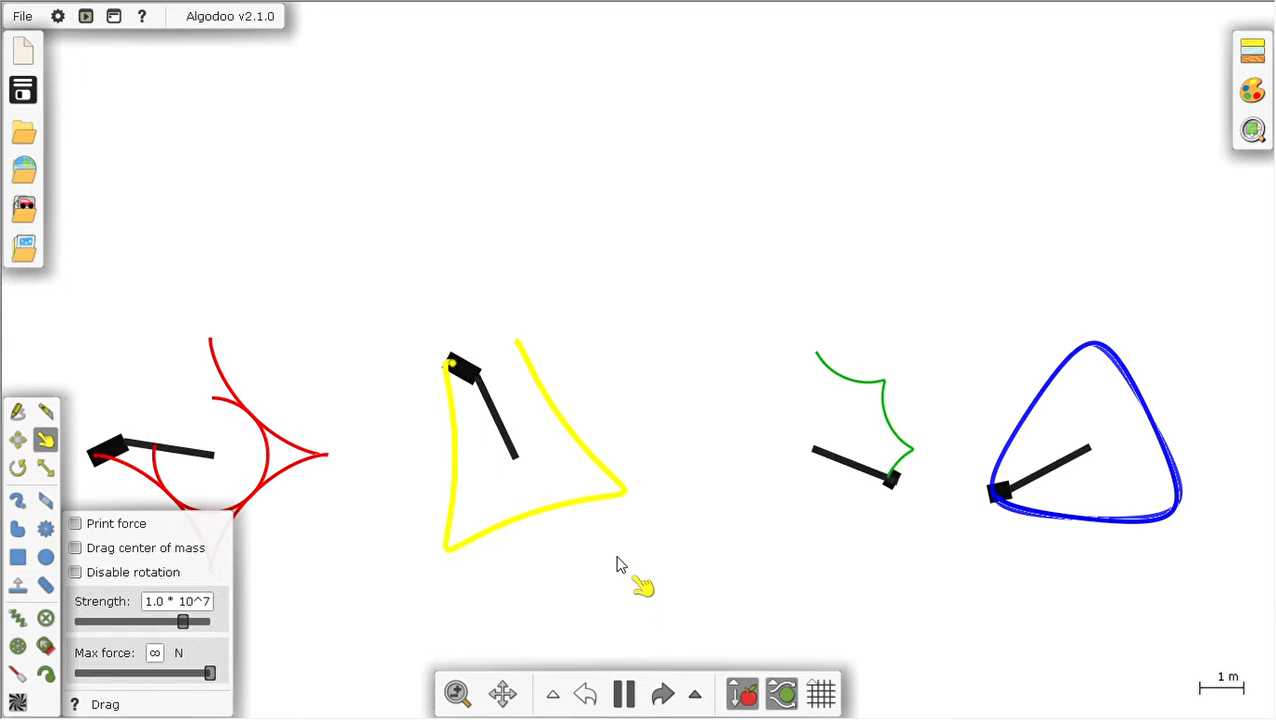 File ? Algodoo v2.1.0
Print force
Drag center of mass
Disable rotation
Strength: 1.0 * 10^7
Max force: ∞ N
? Drag
1 m